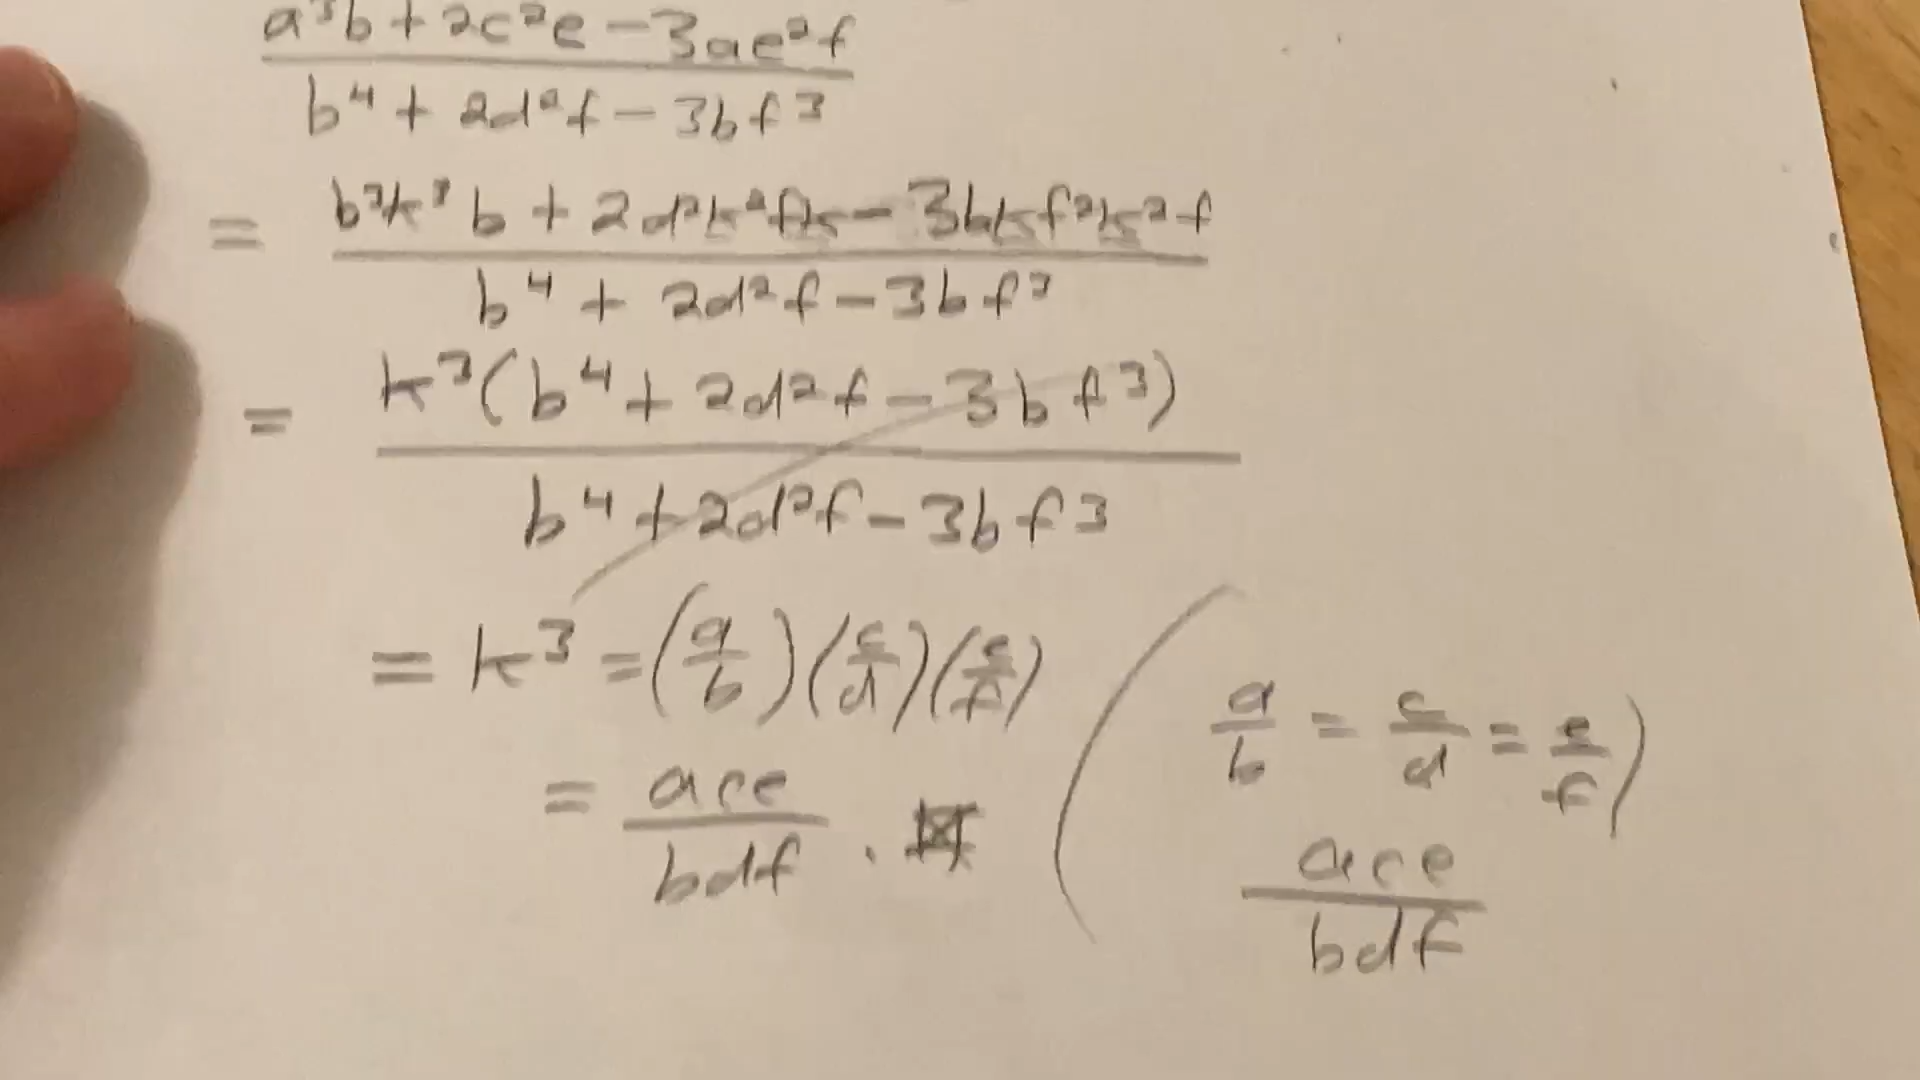 a³b + 2c²e - 3ae²f
b⁴ + 2d²f - 3bf³
= b³k³b + 2d²k²fk - 3bkf²k²f
b⁴ + 2d²f - 3bf³
= k³(b⁴ + 2d²f - 3bf³)
b⁴ + 2d²f - 3bf³
= k³ = (a/b)(c/d)(e/f)
(a/b = c/d = e/f)
= ace/bdf.
ace/bdf